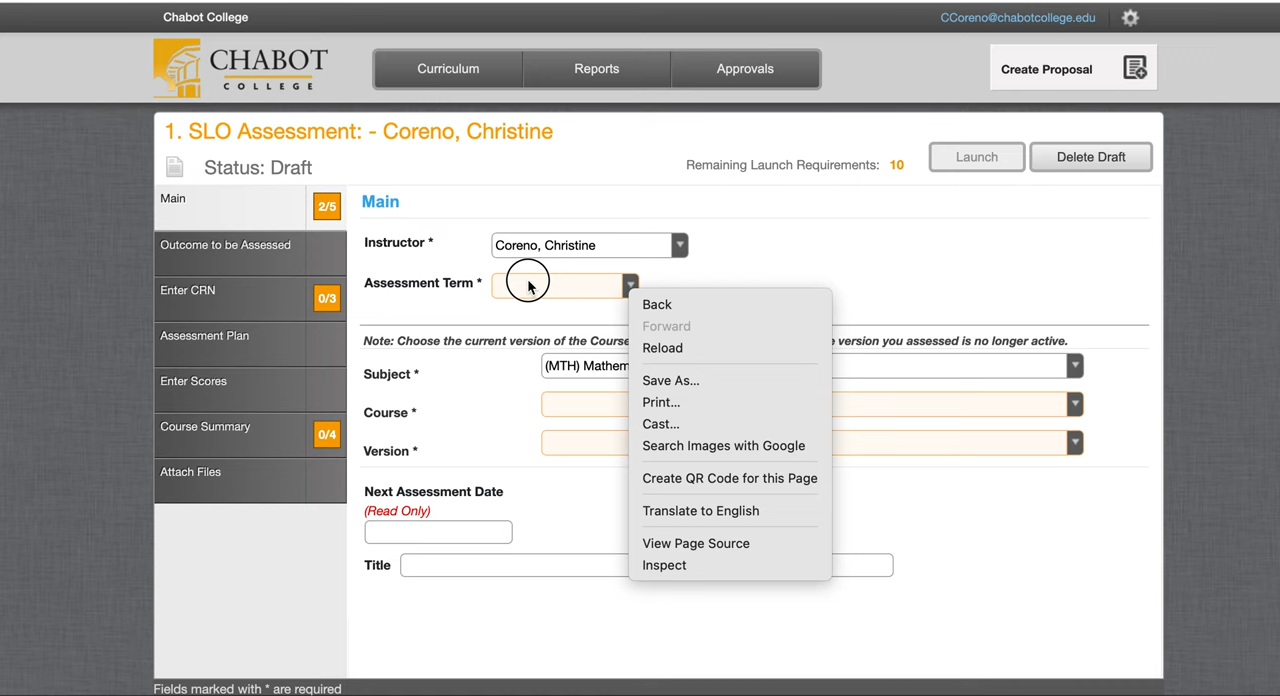 Chabot College
CCoreno@chabotcollege.edu
CHABOT
COLLEGE
Curriculum
Reports
Approvals
Create Proposal
1. SLO Assessment: - Coreno, Christine
Status: Draft
Remaining Launch Requirements: 10
Launch
Delete Draft
Main
2/5
Outcome to be Assessed
Enter CRN
0/3
Assessment Plan
Enter Scores
Course Summary
0/4
Attach Files
Main
Instructor *
Coreno, Christine
Assessment Term *
Note: Choose the current version of the Course
version you assessed is no longer active.
Subject *
(MTH) Mathem
Course *
Version *
Next Assessment Date
(Read Only)
Title
Back
Forward
Reload
Save As...
Print...
Cast...
Search Images with Google
Create QR Code for this Page
Translate to English
View Page Source
Inspect
Fields marked with * are required